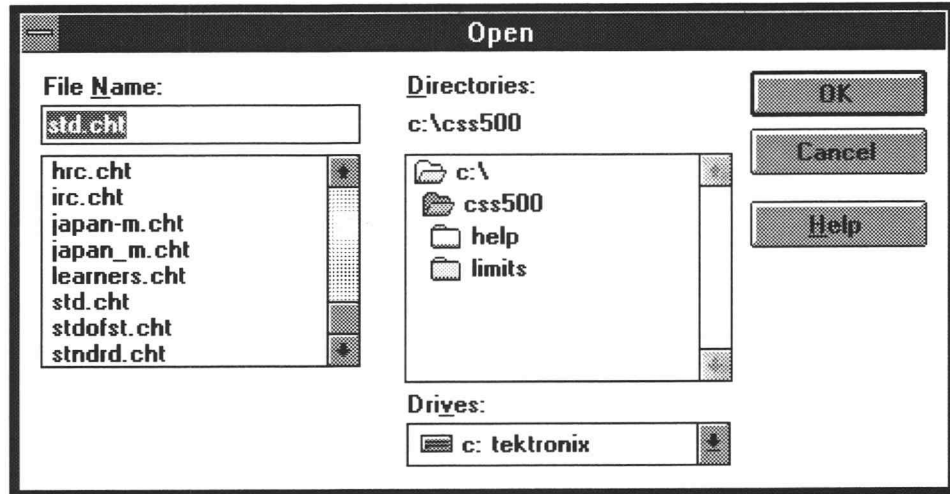 Open
File Name:
std.cht
hrc.cht
irc.cht
japan-m.cht
japan_m.cht
learners.cht
std.cht
stdofst.cht
stndrd.cht
Directories:
c:\css500
c:\
css500
help
limits
Drives:
c: tektronix
OK
Cancel
Help